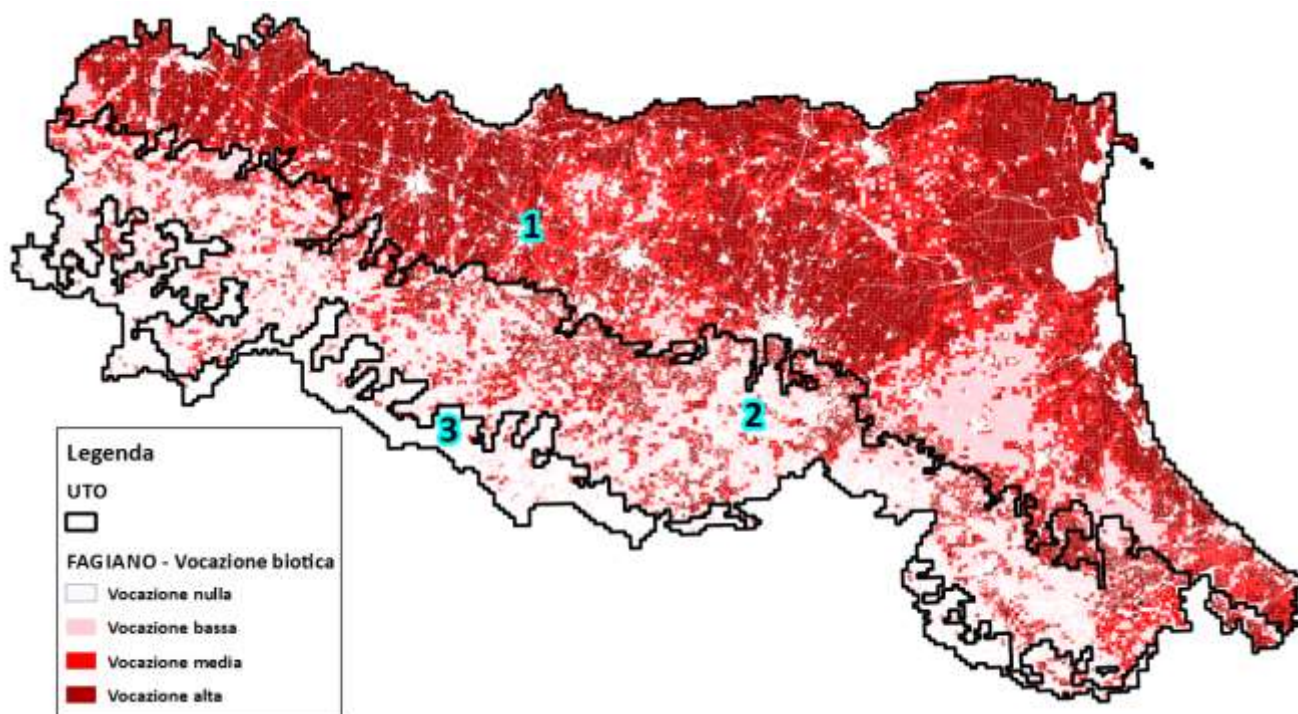 1
2
3
Legenda
UTO
FAGIANO - Vocazione biotica
Vocazione nulla
Vocazione bassa
Vocazione media
Vocazione alta